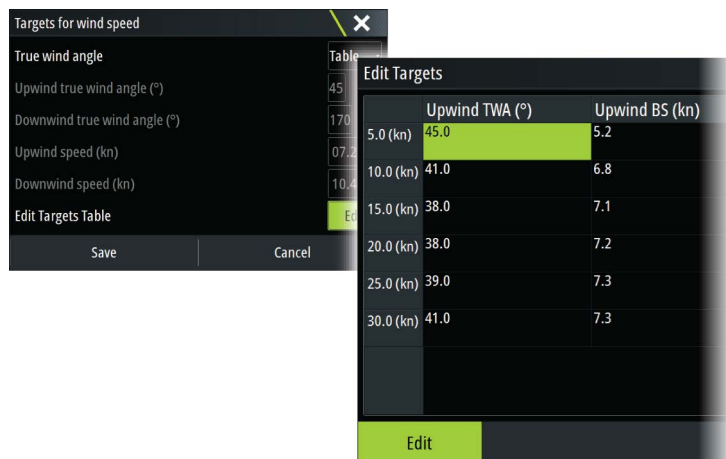 Targets for wind speed
True wind angle Table
Upwind true wind angle (°) 45
Downwind true wind angle (°) 170
Upwind speed (kn) 07.2
Downwind speed (kn) 10.4
Edit Targets Table
Save Cancel
Edit Targets
Upwind TWA (°) Upwind BS (kn)
5.0 (kn) 45.0 5.2
10.0 (kn) 41.0 6.8
15.0 (kn) 38.0 7.1
20.0 (kn) 38.0 7.2
25.0 (kn) 39.0 7.3
30.0 (kn) 41.0 7.3
Edit